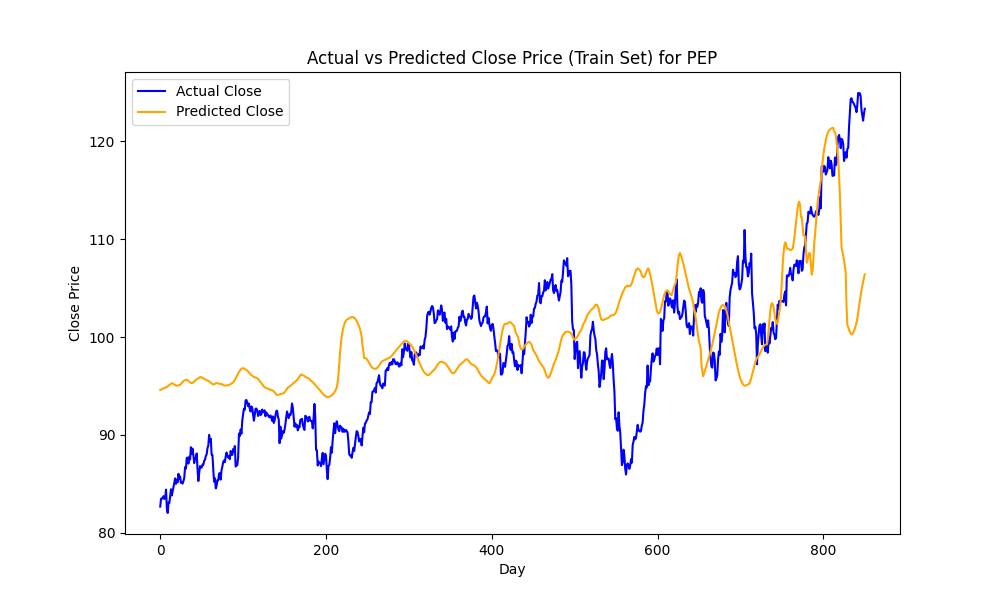 Actual vs Predicted Close Price (Train Set) for PEP
Actual Close
Predicted Close
120
110
100
90
80
Close Price
0 200 400 600 800
Day